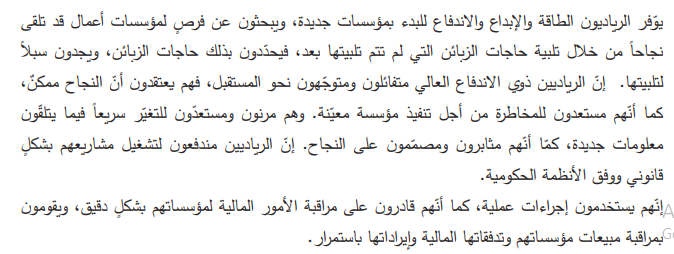 يوّفر الرياديون الطاقة والإبداع والاندفاع للبدء بمؤسسات جديدة، ويبحثون عن فرصٍ لمؤسسات أعمال قد تلقى
نجاحاً من خلال تلبية حاجات الزبائن التي لم تتم تلبيتها بعد، فيحدّدون بذلك حاجات الزبائن، ويجدون سبلاً
لتلبيتها. إنّ الرياديين ذوي الاندفاع العالي متفائلون ومتوجّهون نحو المستقبل، فهم يعتقدون أنّ النجاح ممكنٌ،
كما أنّهم مستعدون للمخاطرة من أجل تنفيذ مؤسسة معيّنة. وهم مرنون ومستعدّون للتغيّر سريعاً فيما يتلقّون
معلومات جديدة، كمّا أنّهم مثابرون ومصمّمون على النجاح. إنّ الرياديين مندفعون لتشغيل مشاريعهم بشكلٍ
قانوني ووفق الأنظمة الحكومية.
إنّهم يستخدمون إجراءات عملية، كما أنّهم قادرون على مراقبة الأمور المالية لمؤسساتهم بشكلٍ دقيق، ويقومون
بمراقبة مبيعات مؤسساتهم وتدفقاتها المالية وإيراداتها باستمرار.